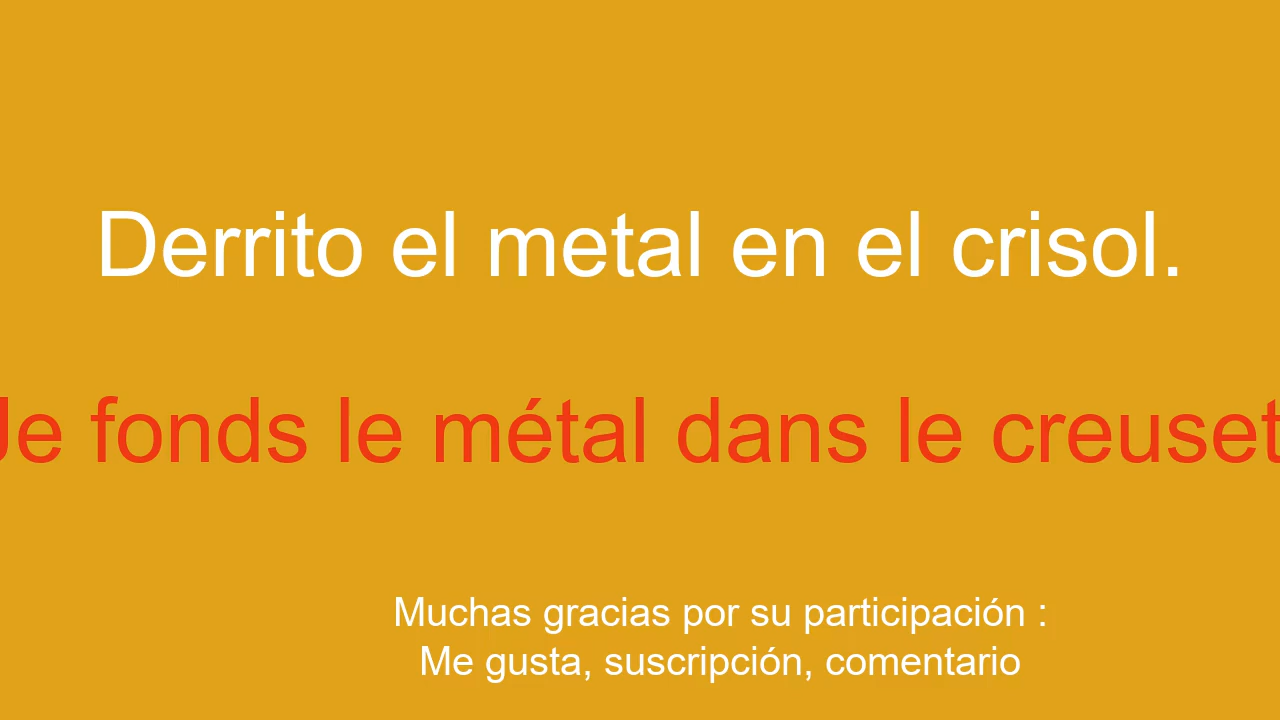 Derrito el metal en el crisol.
Je fonds le métal dans le creuset
Muchas gracias por su participación :
Me gusta, suscripción, comentario